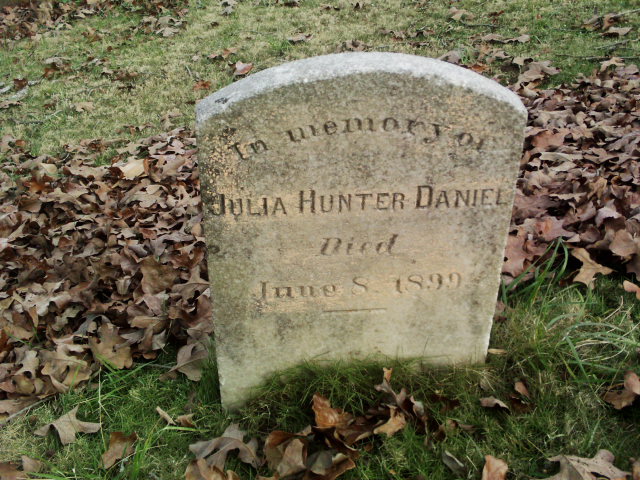 In memory of
JULIA HUNTER DANIEL
Died
June 8, 1899